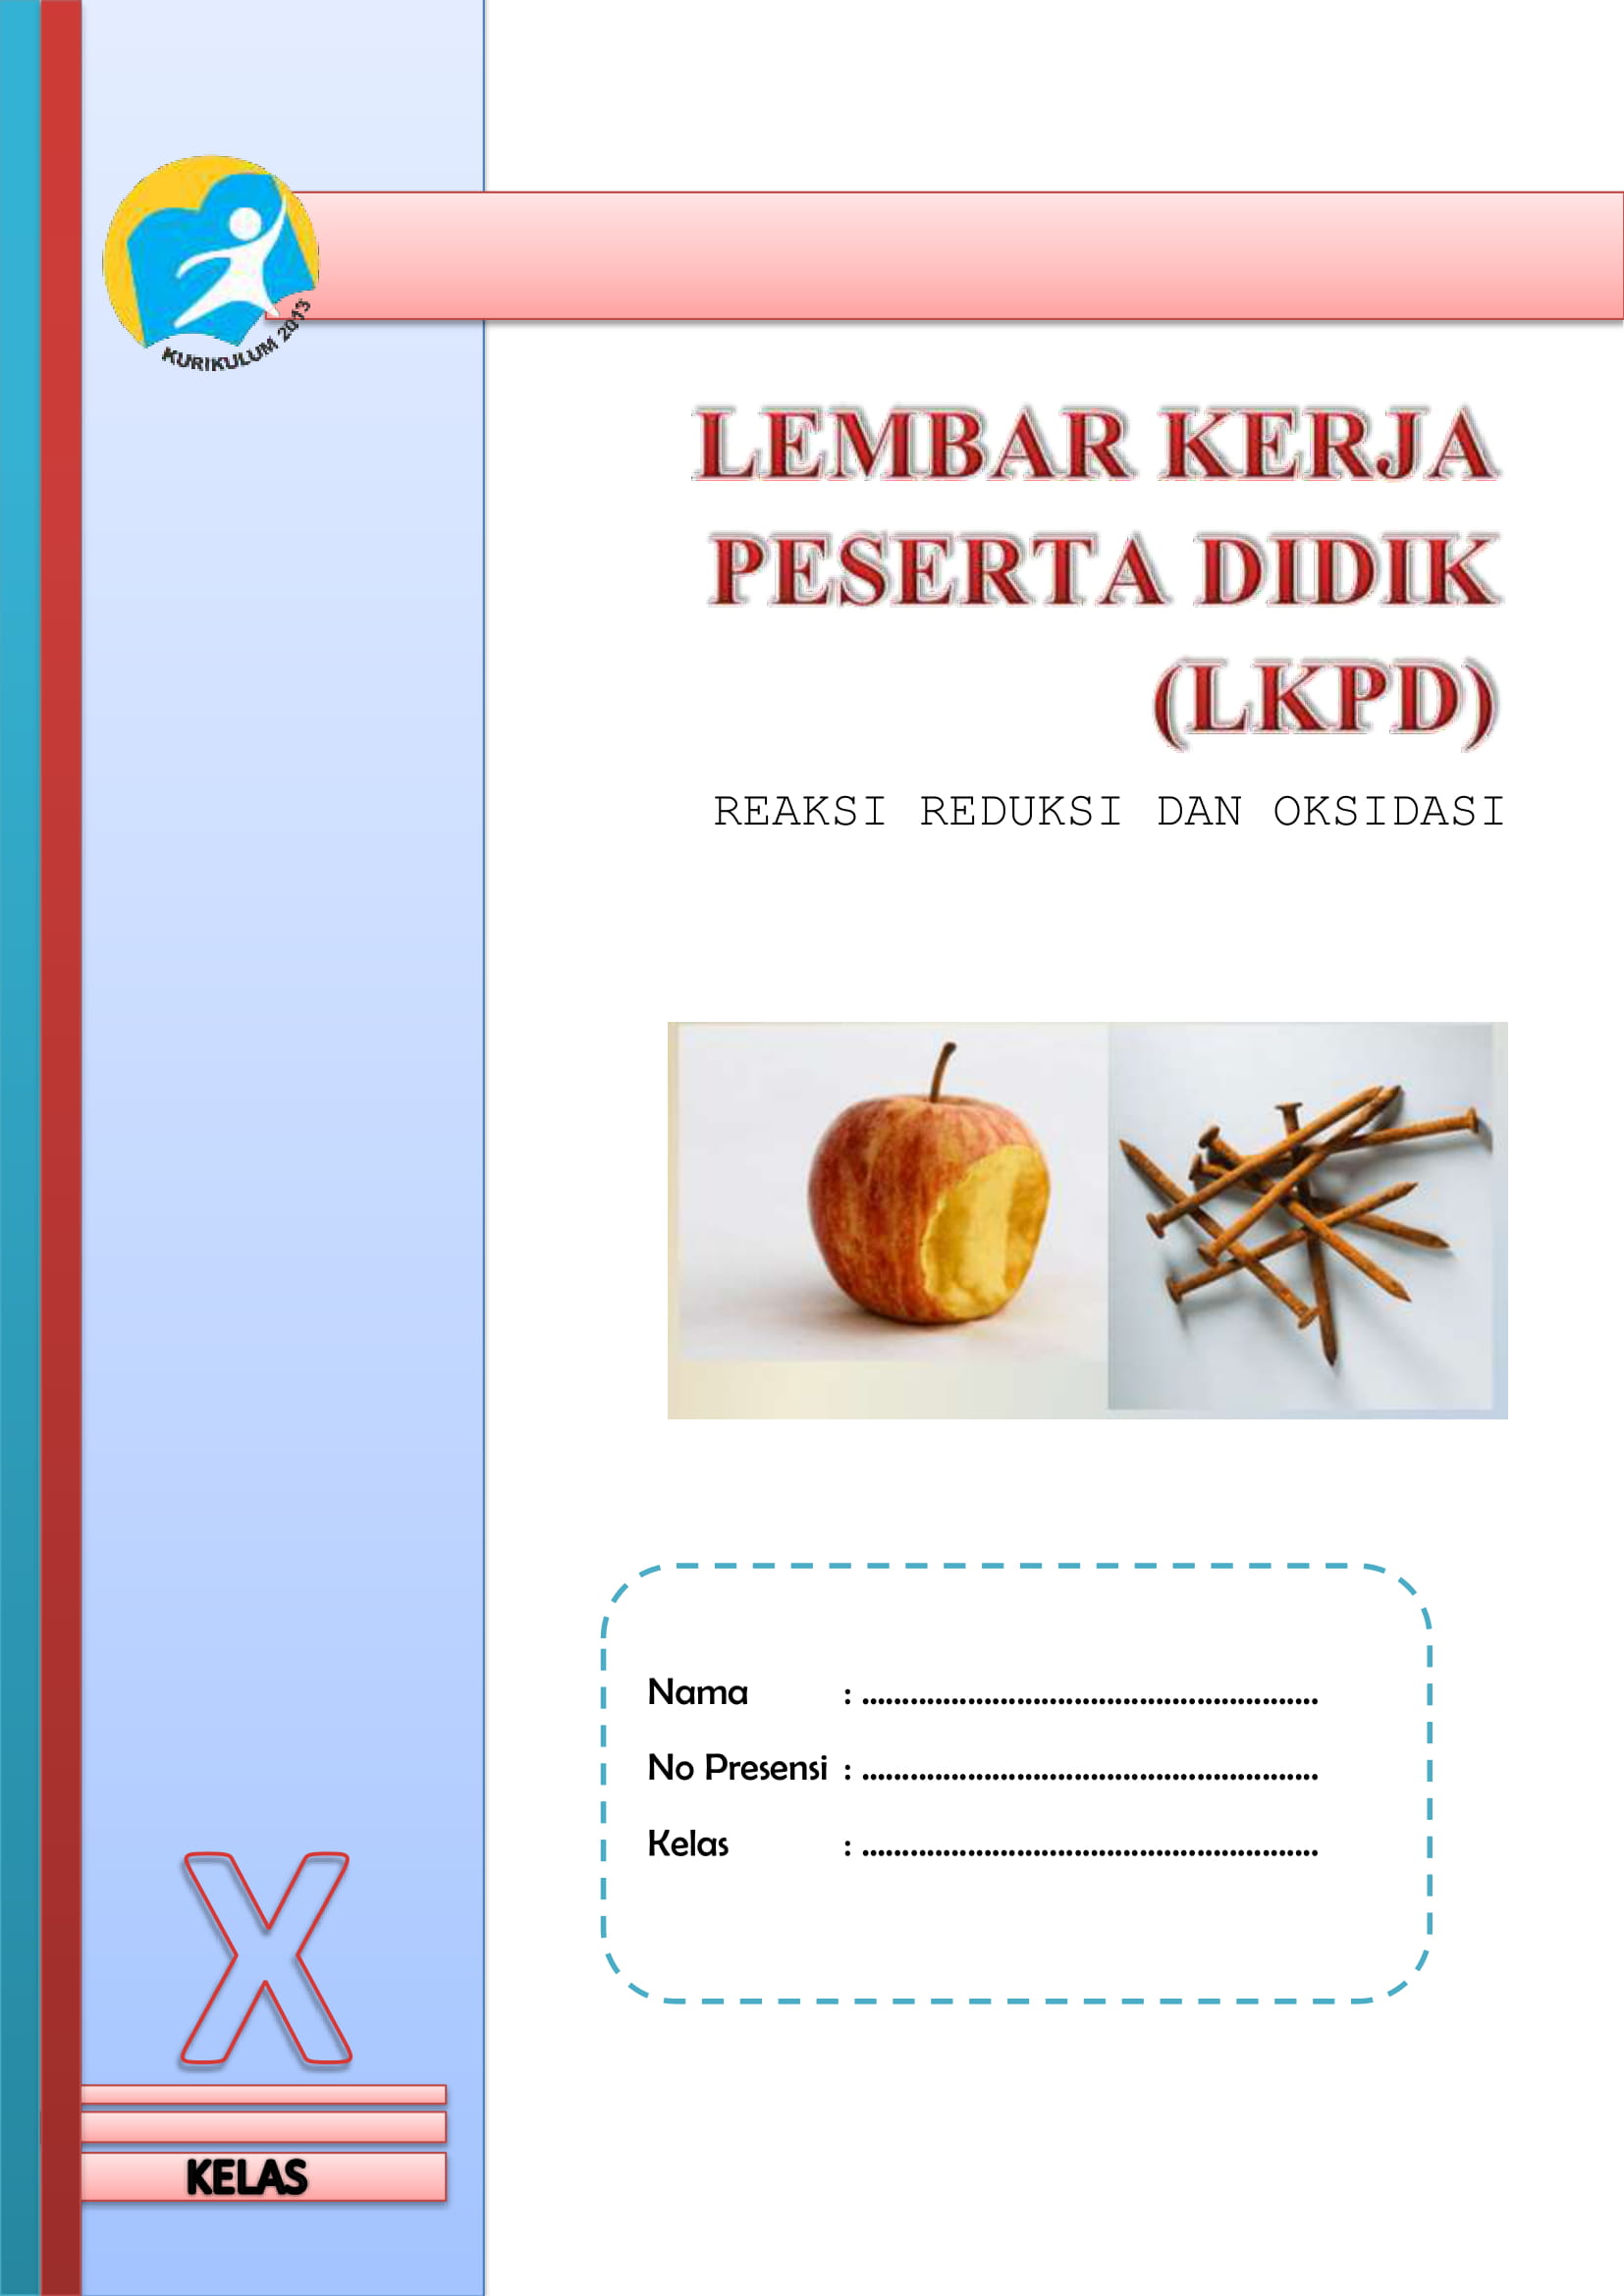 KURIKULUM 2013
LEMBAR KERJA
PESERTA DIDIK
(LKPD)
REAKSI REDUKSI DAN OKSIDASI
Nama : .........................................................
No Presensi : .........................................................
Kelas : .........................................................
X
KELAS